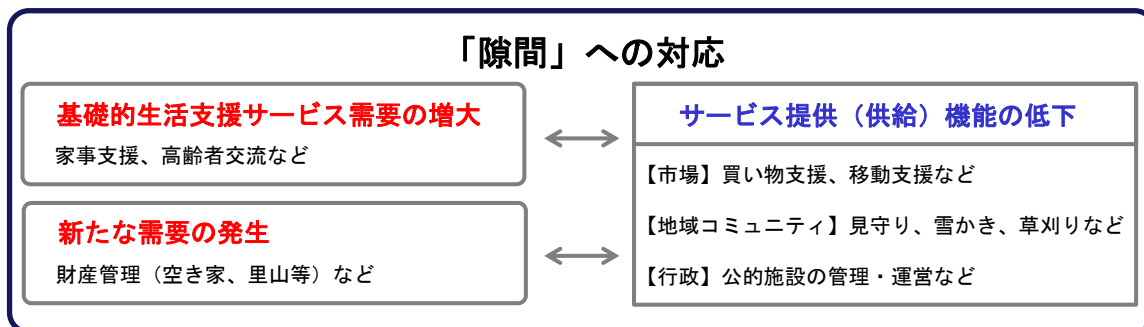 「隙間」への対応
基礎的生活支援サービス需要の増大
家事支援、高齢者交流など
新たな需要の発生
財産管理（空き家、里山等）など
サービス提供（供給）機能の低下
【市場】買い物支援、移動支援など
【地域コミュニティ】見守り、雪かき、草刈りなど
【行政】公的施設の管理・運営など